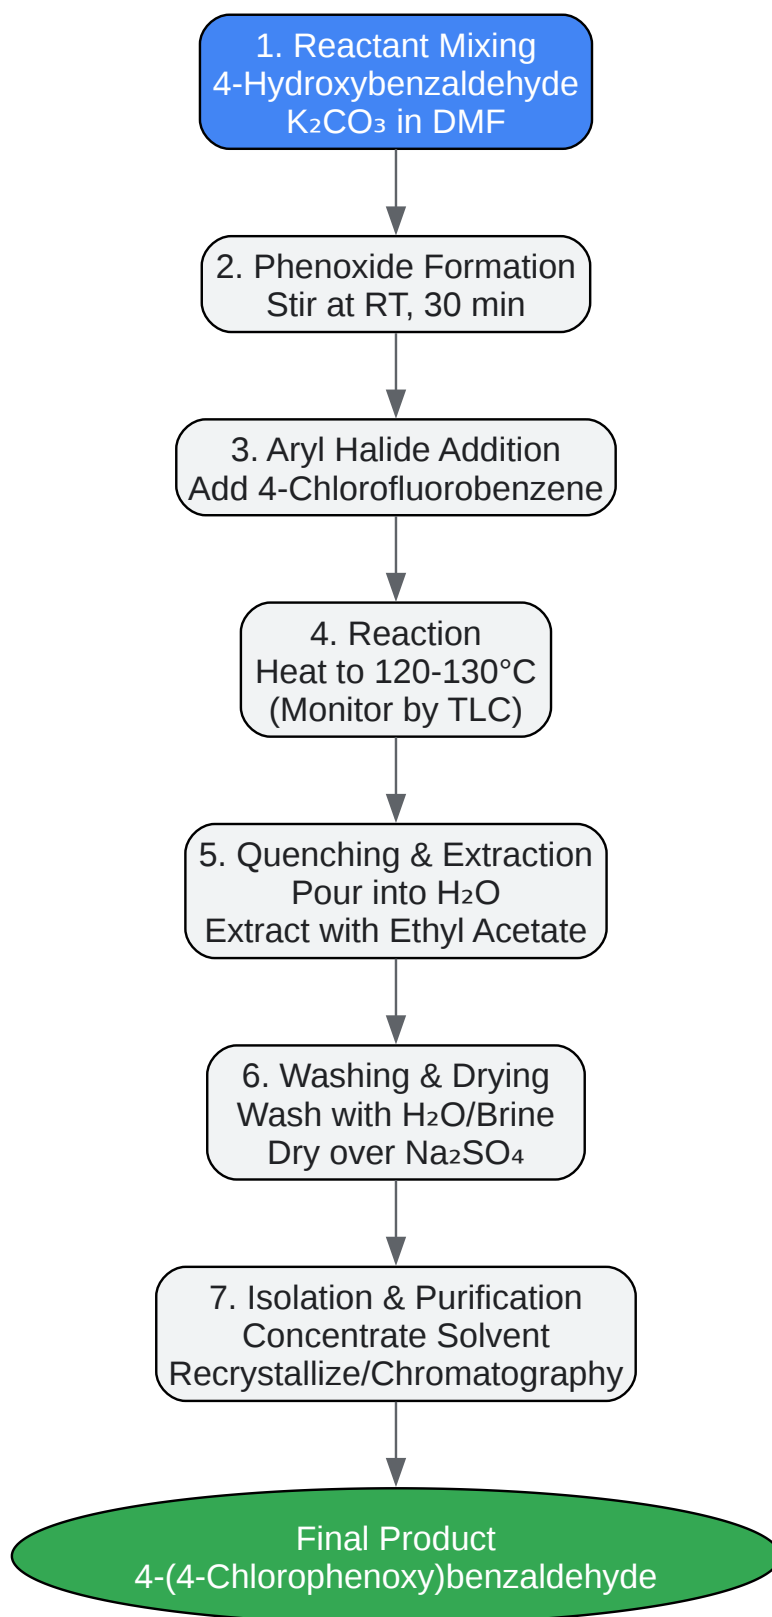 1. Reactant Mixing
4-Hydroxybenzaldehyde
K₂CO₃ in DMF
2. Phenoxide Formation
Stir at RT, 30 min
3. Aryl Halide Addition
Add 4-Chlorofluorobenzene
4. Reaction
Heat to 120-130°C
(Monitor by TLC)
5. Quenching & Extraction
Pour into H₂O
Extract with Ethyl Acetate
6. Washing & Drying
Wash with H₂O/Brine
Dry over Na₂SO₄
7. Isolation & Purification
Concentrate Solvent
Recrystallize/Chromatography
Final Product
4-(4-Chlorophenoxy)benzaldehyde